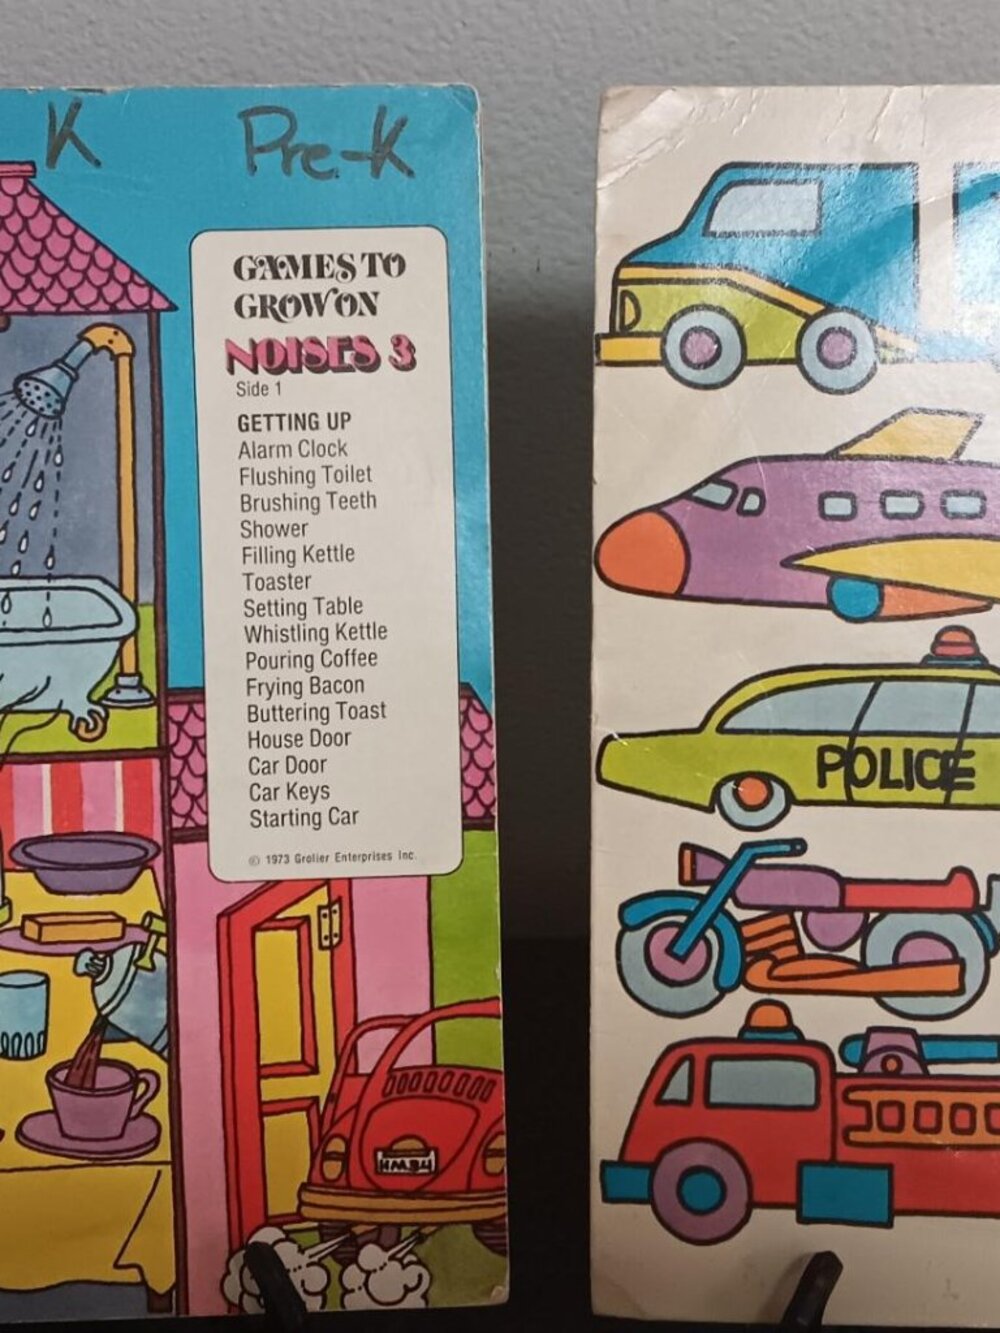 K
Pre-K
GAMES TO
GROW ON
NOISES 3
Side 1
GETTING UP
Alarm Clock
Flushing Toilet
Brushing Teeth
Shower
Filling Kettle
Toaster
Setting Table
Whistling Kettle
Pouring Coffee
Frying Bacon
Buttering Toast
House Door
Car Door
Car Keys
Starting Car
© 1973 Grolier Enterprises Inc.
POLICE